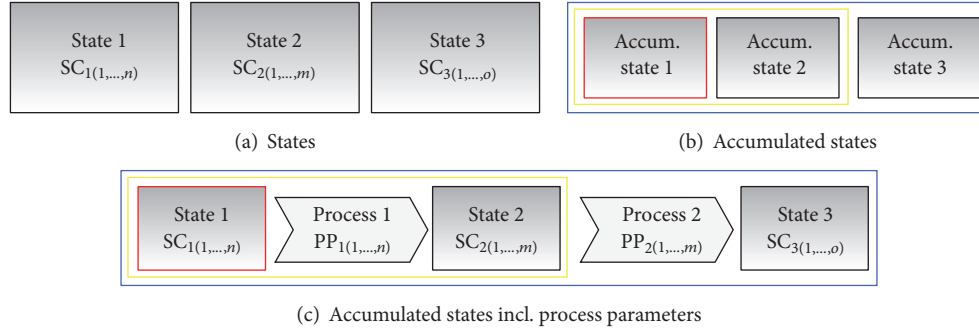 State 1
SC1(1,...,n)
State 2
SC2(1,...,m)
State 3
SC3(1,...,o)
(a) States
Accum.
state 1
Accum.
state 2
Accum.
state 3
(b) Accumulated states
State 1
SC1(1,...,n)
Process 1
PP1(1,...,n)
State 2
SC2(1,...,m)
Process 2
PP2(1,...,m)
State 3
SC3(1,...,o)
(c) Accumulated states incl. process parameters